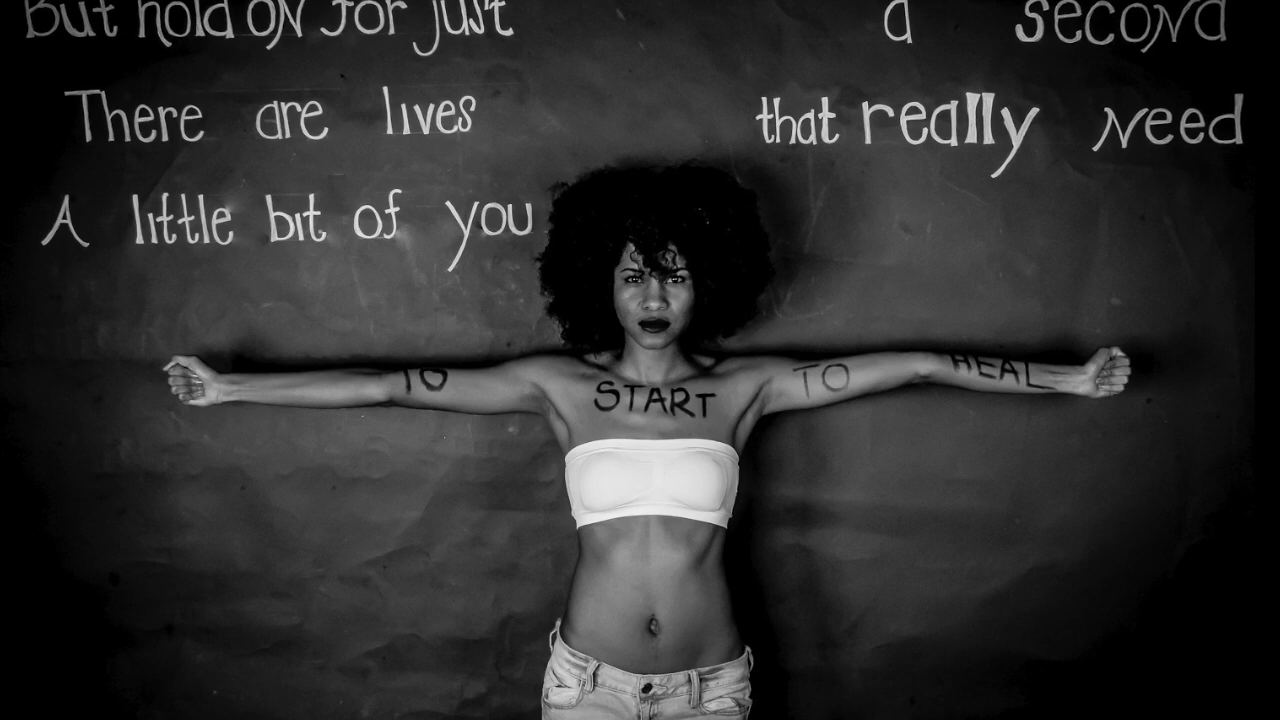 But hold on for just a second
There are lives that really need
A little bit of you
TO START TO HEAL